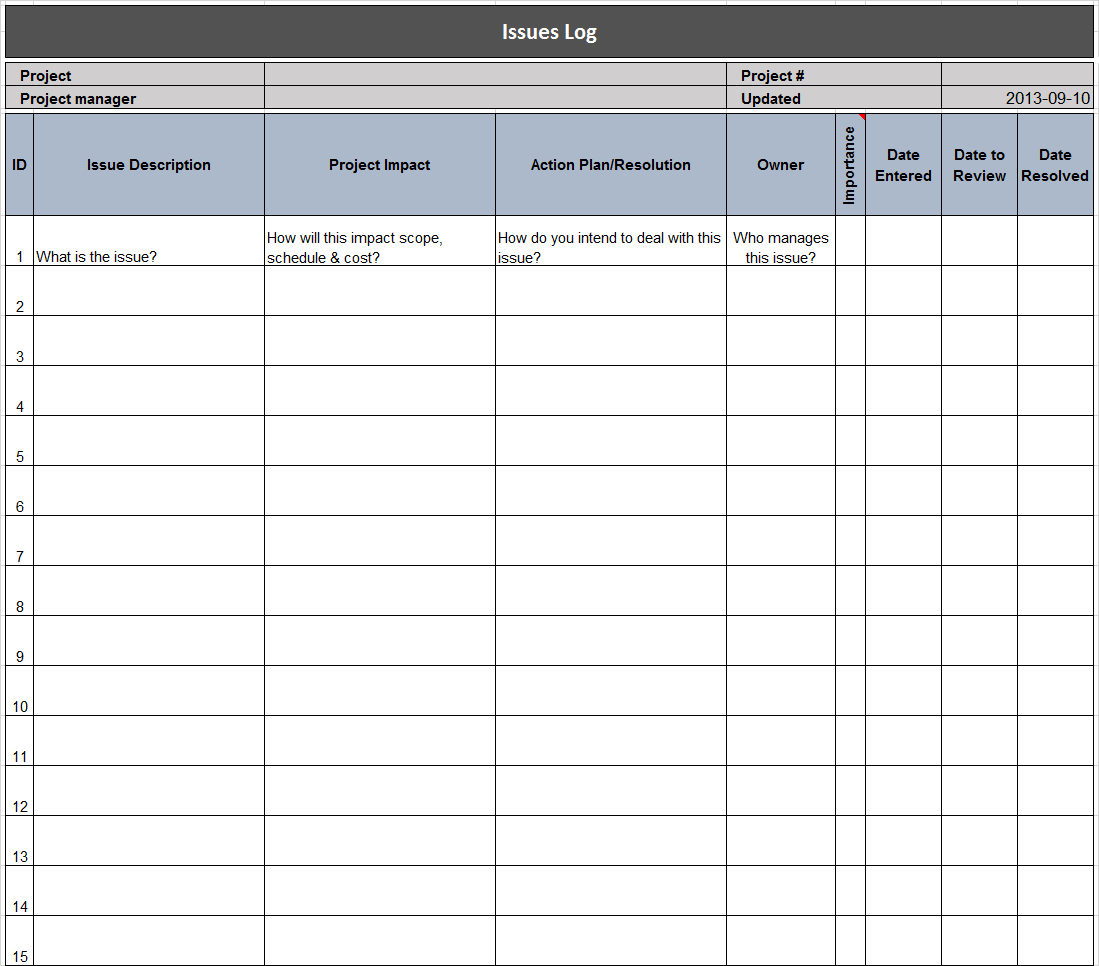 Issues Log
Project
Project #
Project manager
Updated
2013-09-10
ID
Issue Description
Project Impact
Action Plan/Resolution
Owner
Importance
Date
Entered
Date to
Review
Date
Resolved
1
What is the issue?
How will this impact scope,
schedule & cost?
How do you intend to deal with this
issue?
Who manages
this issue?
2
3
4
5
6
7
8
9
10
11
12
13
14
15